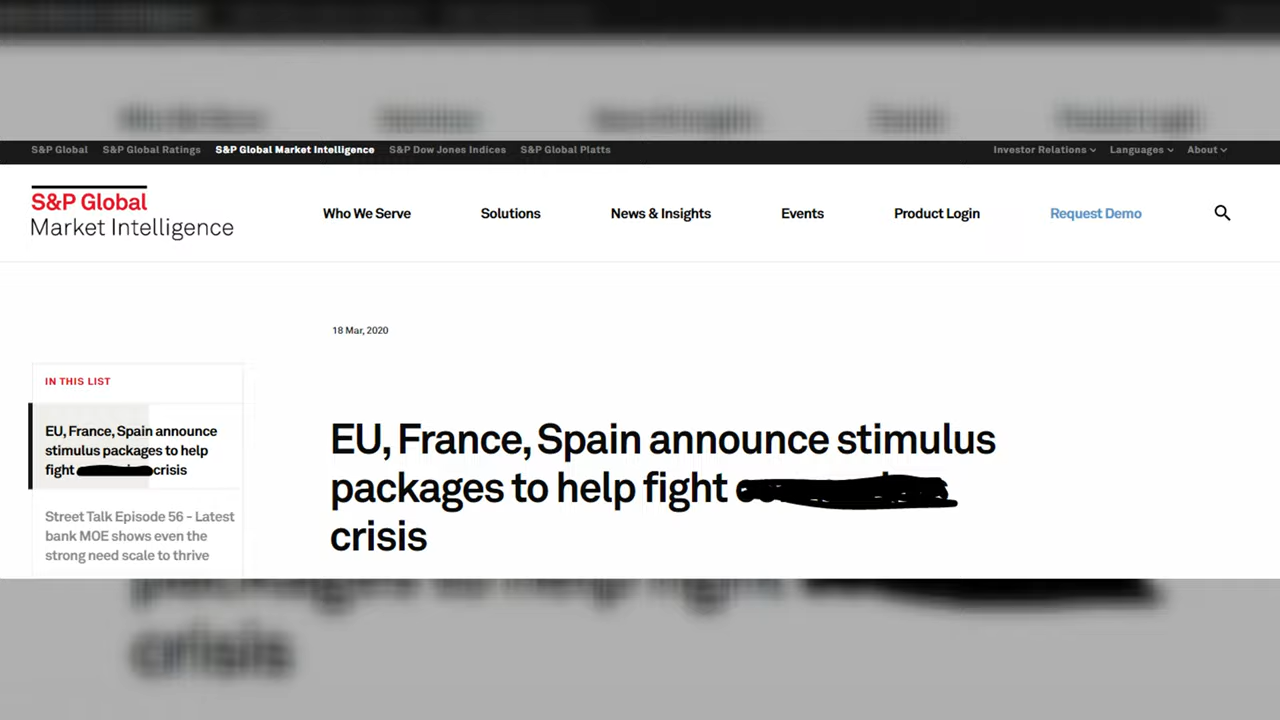 S&P Global S&P Global Ratings S&P Global Market Intelligence S&P Dow Jones Indices S&P Global Platts Investor Relations Languages About
S&P Global
Market Intelligence
Who We Serve Solutions News & Insights Events Product Login Request Demo
18 Mar, 2020
IN THIS LIST
EU, France, Spain announce
stimulus packages to help
fight crisis
Street Talk Episode 56 - Latest
bank MOE shows even the
strong need scale to thrive
EU, France, Spain announce stimulus
packages to help fight
crisis
crisis